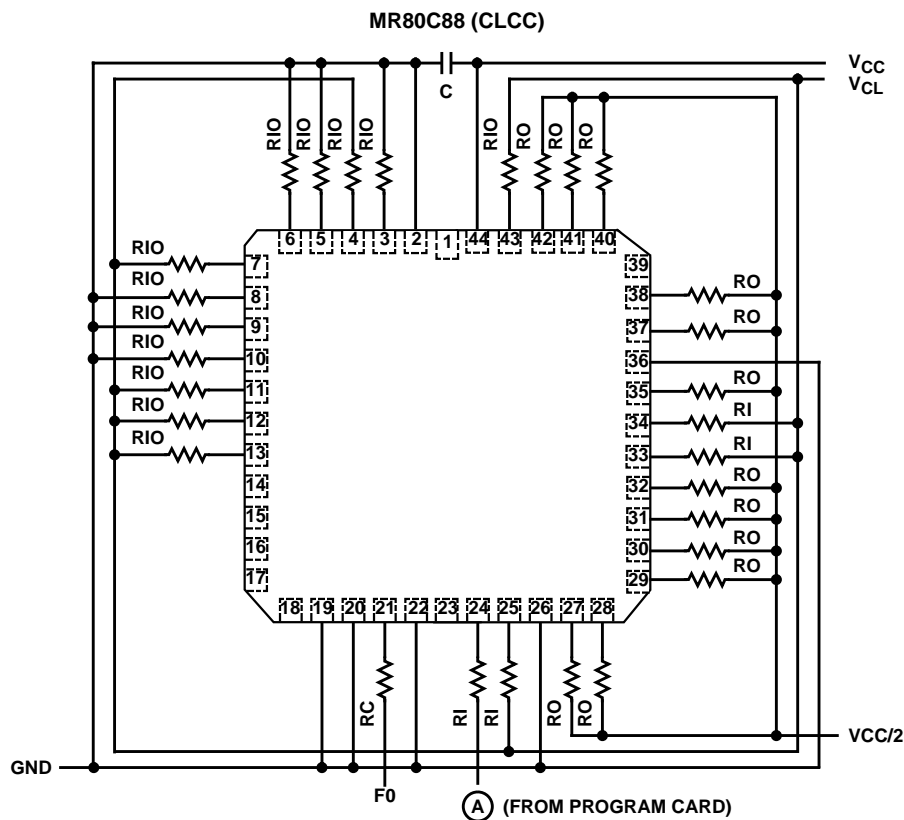 MR80C88 (CLCC)
VCC
VCL
C
RIO
RIO
RIO
RIO
RIO
RO
RO
RO
6
5
4
3
2
1
44
43
42
41
40
RIO
7
RIO
8
RIO
9
RIO
10
RIO
11
RIO
12
RIO
13
14
15
16
17
39
38
RO
37
RO
36
35
RO
34
RI
33
RI
32
RO
31
RO
30
RO
29
RO
18
19
20
21
22
23
24
25
26
27
28
RC
RI
RI
RO
RO
VCC/2
GND
F0
A (FROM PROGRAM CARD)